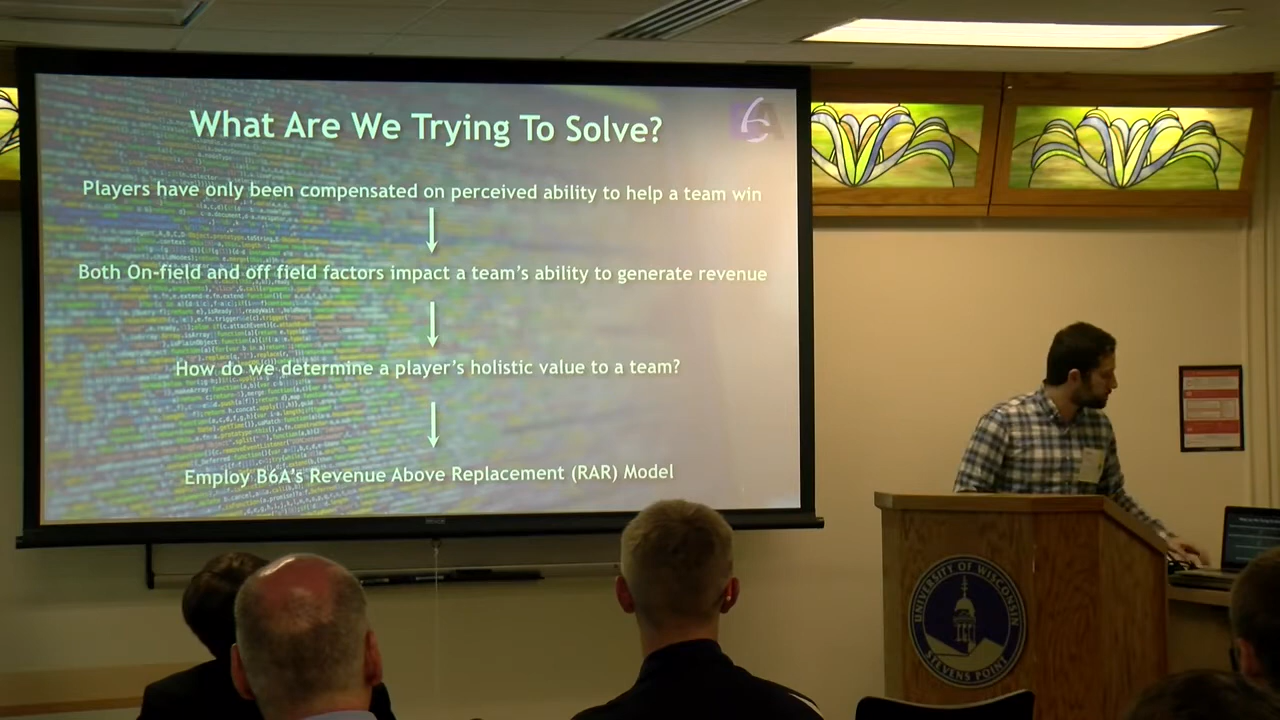 What Are We Trying To Solve?
Players have only been compensated on perceived ability to help a team win
Both On-field and off field factors impact a team's ability to generate revenue
How do we determine a player's holistic value to a team?
Employ B6A's Revenue Above Replacement (RAR) Model
UNIVERSITY OF WISCONSIN
STEVENS POINT